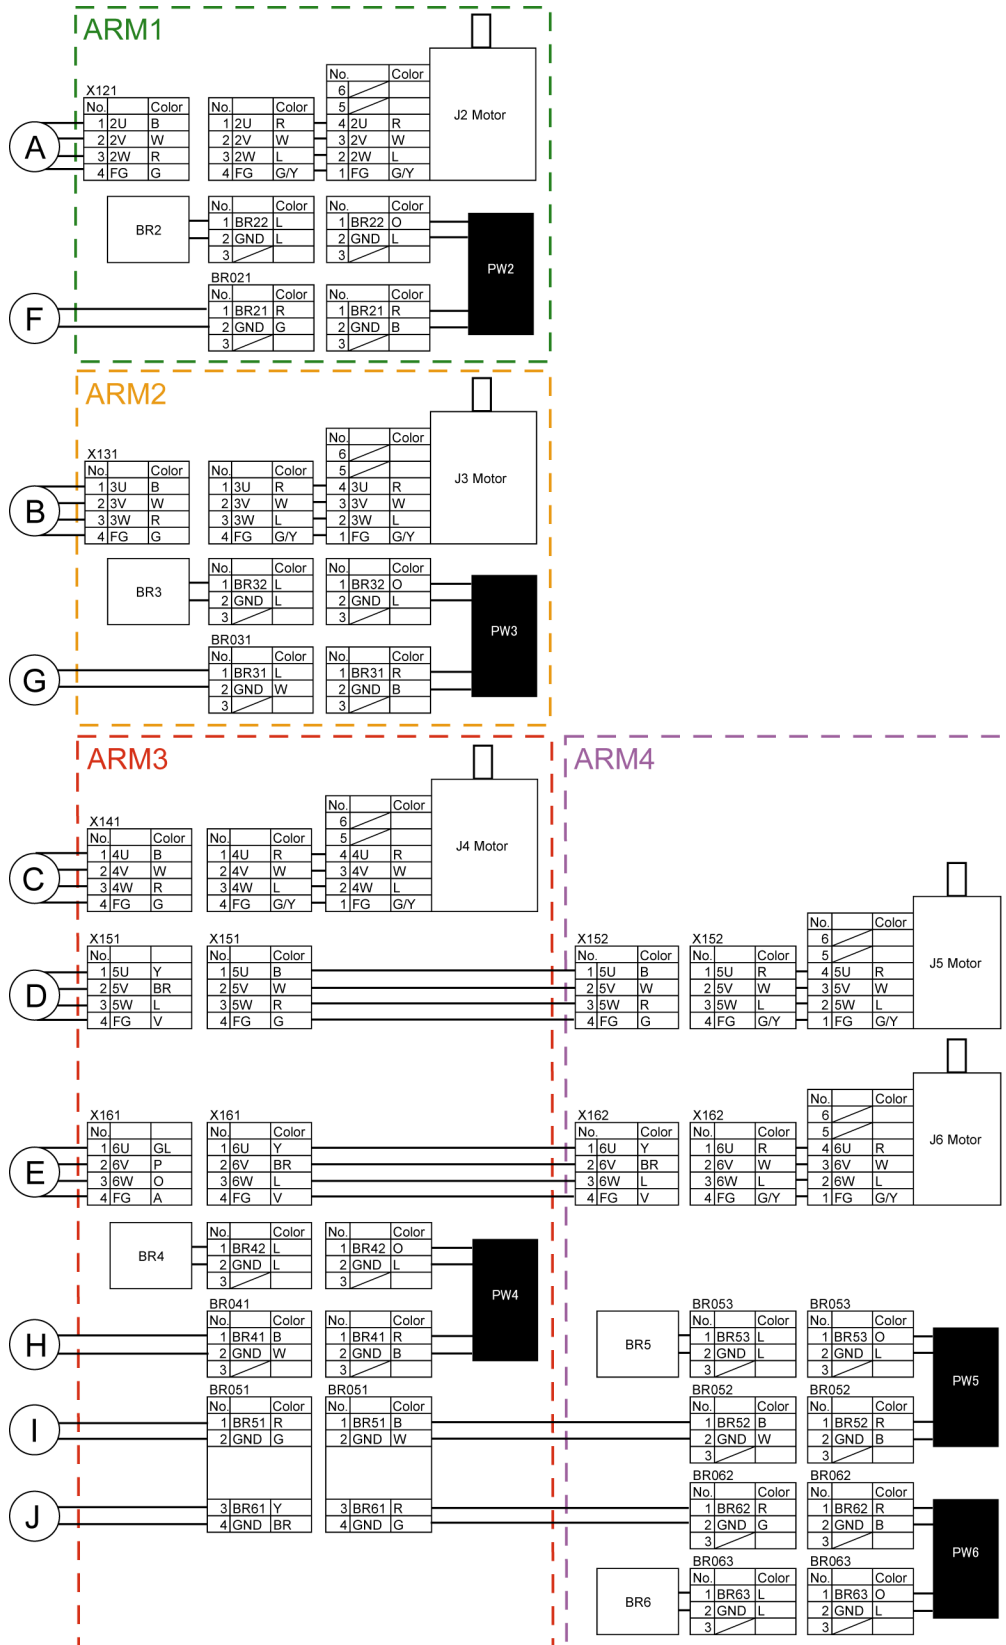 ARM1
No. Color
6
5
4 2U R
3 2V W
2 2W L
1 FG G/Y
J2 Motor
X121
No. Color
1 2U B
2 2V W
3 2W R
4 FG G
No. Color
1 2U R
2 2V W
3 2W L
4 FG G/Y
A
BR2
No. Color
1 BR22 L
2 GND L
3
No. Color
1 BR22 O
2 GND L
3
PW2
F
BR021
No. Color
1 BR21 R
2 GND G
3
No. Color
1 BR21 R
2 GND B
3
ARM2
No. Color
6
5
4 3U R
3 3V W
2 3W L
1 FG G/Y
J3 Motor
X131
No. Color
1 3U B
2 3V W
3 3W R
4 FG G
No. Color
1 3U R
2 3V W
3 3W L
4 FG G/Y
B
BR3
No. Color
1 BR32 L
2 GND L
3
No. Color
1 BR32 O
2 GND L
3
PW3
G
BR031
No. Color
1 BR31 L
2 GND W
3
No. Color
1 BR31 R
2 GND B
3
ARM3
No. Color
6
5
4 4U R
3 4V W
2 4W L
1 FG G/Y
J4 Motor
X141
No. Color
1 4U B
2 4V W
3 4W R
4 FG G
No. Color
1 4U R
2 4V W
3 4W L
4 FG G/Y
C
D
X151
No.
1 5U Y
2 5V BR
3 5W L
4 FG V
X151
No. Color
1 5U B
2 5V W
3 5W R
4 FG G
E
X161
No.
1 6U GL
2 6V P
3 6W O
4 FG A
X161
No. Color
1 6U Y
2 6V BR
3 6W L
4 FG V
BR4
No. Color
1 BR42 L
2 GND L
3
No. Color
1 BR42 O
2 GND L
3
PW4
H
BR041
No. Color
1 BR41 B
2 GND W
3
No. Color
1 BR41 R
2 GND B
3
I
BR051
No. Color
1 BR51 R
2 GND G
3 BR61 Y
4 GND BR
BR051
No. Color
1 BR51 B
2 GND W
3 BR61 R
4 GND G
J
ARM4
X152
No. Color
1 5U B
2 5V W
3 5W R
4 FG G
X152
No. Color
1 5U R
2 5V W
3 5W L
4 FG G/Y
No. Color
6
5
4 5U R
3 5V W
2 5W L
1 FG G/Y
J5 Motor
X162
No. Color
1 6U Y
2 6V BR
3 6W L
4 FG V
X162
No. Color
1 6U R
2 6V W
3 6W L
4 FG G/Y
No. Color
6
5
4 6U R
3 6V W
2 6W L
1 FG G/Y
J6 Motor
BR5
BR053
No. Color
1 BR53 L
2 GND L
3
BR053
No. Color
1 BR53 O
2 GND L
3
PW5
BR052
No. Color
1 BR52 B
2 GND W
3
BR052
No. Color
1 BR52 R
2 GND B
3
BR062
No. Color
1 BR62 R
2 GND G
3
BR062
No. Color
1 BR62 R
2 GND B
3
PW6
BR6
BR063
No. Color
1 BR63 L
2 GND L
3
BR063
No. Color
1 BR63 O
2 GND L
3